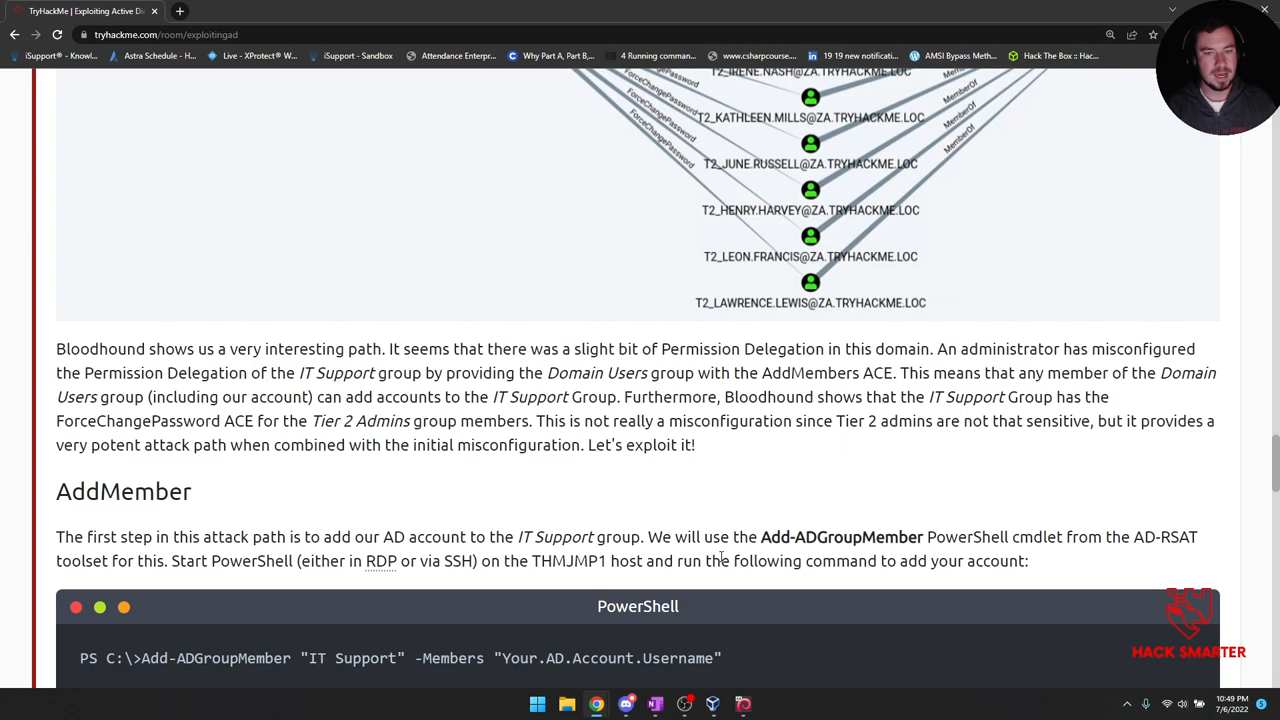 TryHackMe | Exploiting Active Dir
tryhackme.com/room/exploitingad
iSupport® - Knowl...
Astra Schedule - H...
Live - XProtect® W...
iSupport - Sandbox
Attendance Enterpr...
Why Part A, Part B,...
4 Running comman...
www.csharpcourse....
19 19 new notificati...
AMSI Bypass Meth...
Hack The Box :: Hac...
T2_IRENE.NASH@ZA.TRYHACKME.LOC
T2_KATHLEEN.MILLS@ZA.TRYHACKME.LOC
T2_JUNE.RUSSELL@ZA.TRYHACKME.LOC
T2_HENRY.HARVEY@ZA.TRYHACKME.LOC
T2_LEON.FRANCIS@ZA.TRYHACKME.LOC
T2_LAWRENCE.LEWIS@ZA.TRYHACKME.LOC
ForceChangePassword
ForceChangePassword
ForceChangePassword
MemberOf
MemberOf
MemberOf
MemberOf
Bloodhound shows us a very interesting path. It seems that there was a slight bit of Permission Delegation in this domain. An administrator has misconfigured
the Permission Delegation of the IT Support group by providing the Domain Users group with the AddMembers ACE. This means that any member of the Domain
Users group (including our account) can add accounts to the IT Support Group. Furthermore, Bloodhound shows that the IT Support Group has the
ForceChangePassword ACE for the Tier 2 Admins group members. This is not really a misconfiguration since Tier 2 admins are not that sensitive, but it provides a
very potent attack path when combined with the initial misconfiguration. Let's exploit it!
AddMember
The first step in this attack path is to add our AD account to the IT Support group. We will use the Add-ADGroupMember PowerShell cmdlet from the AD-RSAT
toolset for this. Start PowerShell (either in RDP or via SSH) on the THMJMP1 host and run the following command to add your account:
PowerShell
PS C:\>Add-ADGroupMember "IT Support" -Members "Your.AD.Account.Username"
HACK SMARTER
10:49 PM
7/6/2022